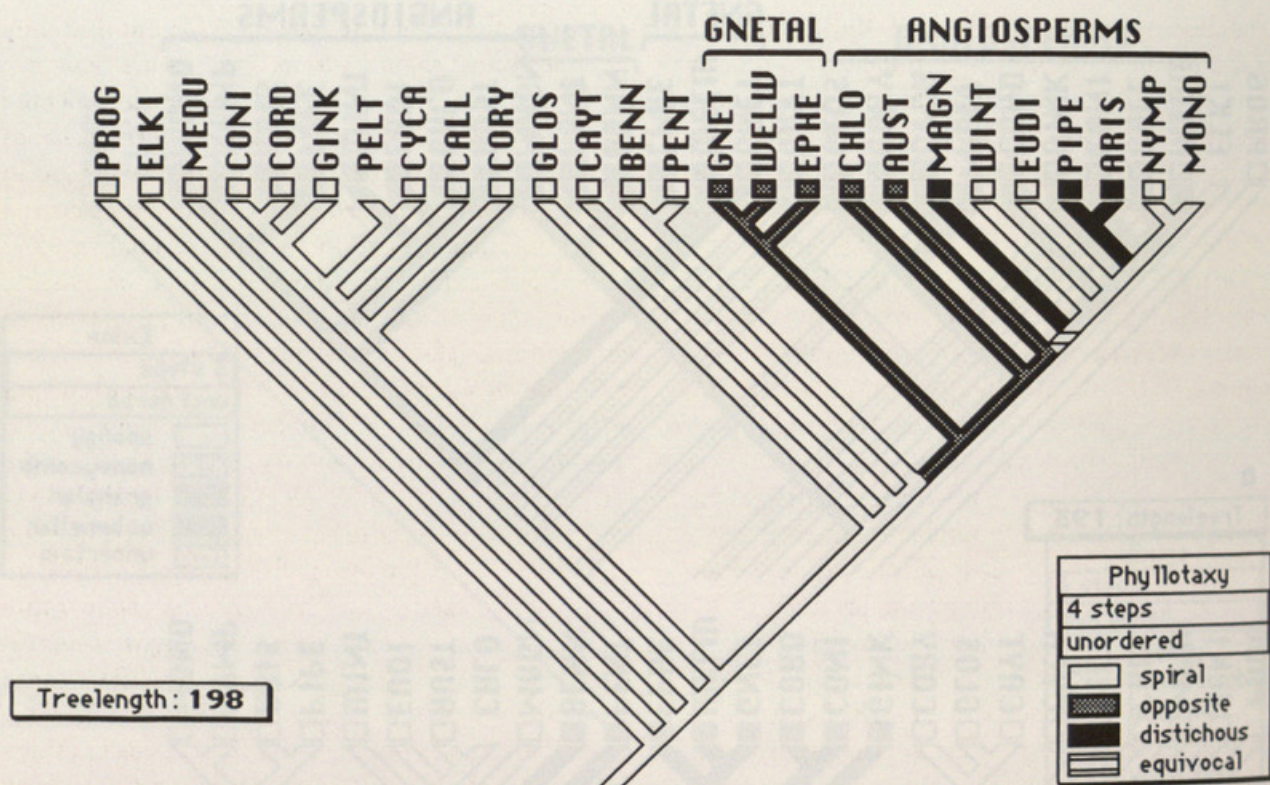 GNETAL ANGIOSPERMS
PROG ELKI MEDU CONI CORD GINK PELT CYCA CALL CORY GLOS CAYT BENN PENT GNET WELW EPHE CHLO AUST MAGN WINT EUDI PIPE ARIS NYMP MONO
Phyllotaxy
4 steps
unordered
spiral
opposite
distichous
equivocal
Treelength: 198